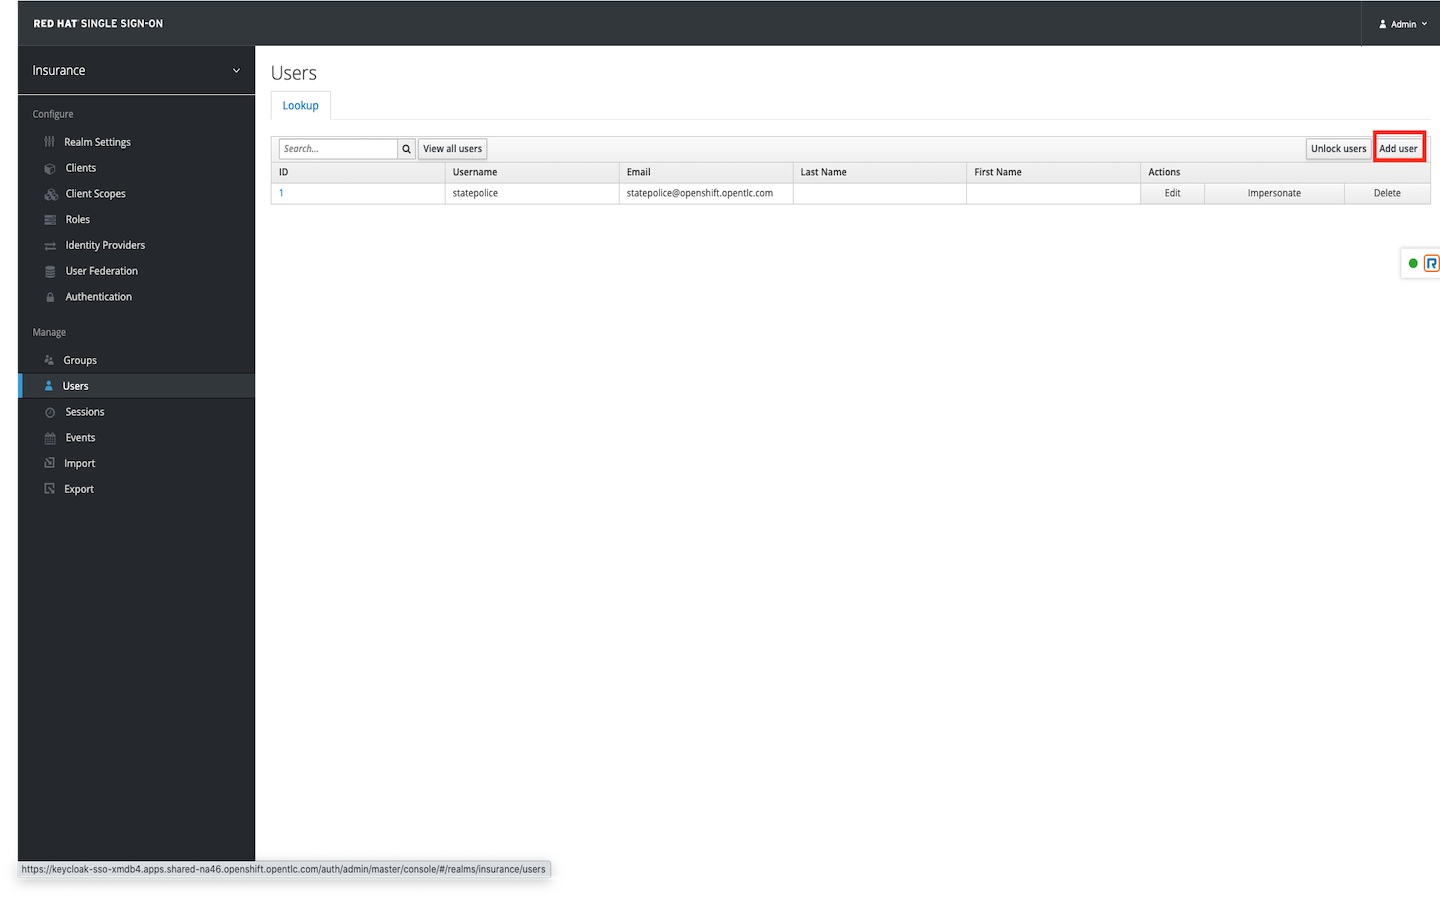 RED HAT SINGLE SIGN-ON
Admin
Insurance
Configure
Realm Settings
Clients
Client Scopes
Roles
Identity Providers
User Federation
Authentication
Manage
Groups
Users
Sessions
Events
Import
Export
Users
Lookup
Search... View all users Unlock users Add user
ID Username Email Last Name First Name Actions
1 statepolice statepolice@openshift.opentlc.com Edit Impersonate Delete
R
https://keycloak-sso-xmdb4.apps.shared-na46.openshift.opentlc.com/auth/admin/master/console/#/realms/insurance/users